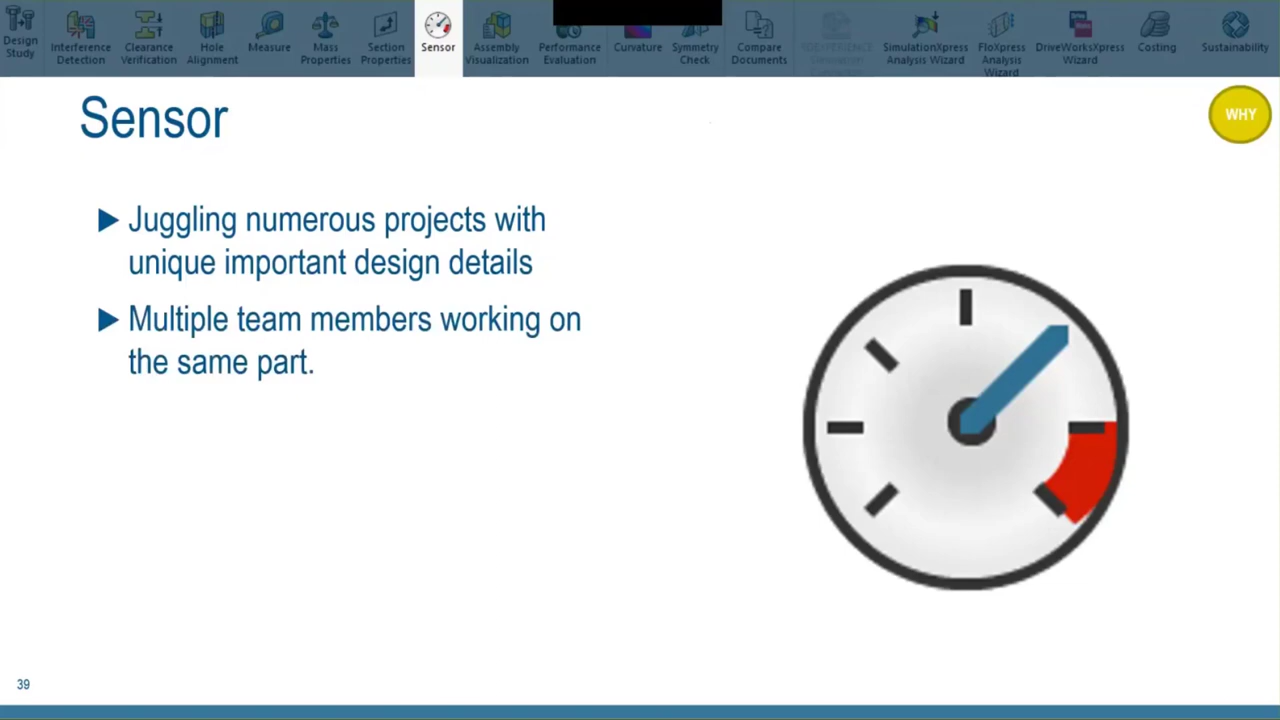 Design
Study
Interference
Detection
Clearance
Verification
Hole
Alignment
Measure
Mass
Properties
Section
Properties
Sensor
Assembly
Visualization
Performance
Evaluation
Curvature
Symmetry
Check
Compare
Documents
SimulationXpress
Analysis Wizard
FloXpress
Analysis
Wizard
DriveWorksXpress
Wizard
Costing
Sustainability
Sensor
WHY
▶ Juggling numerous projects with
unique important design details
▶ Multiple team members working on
the same part.
39